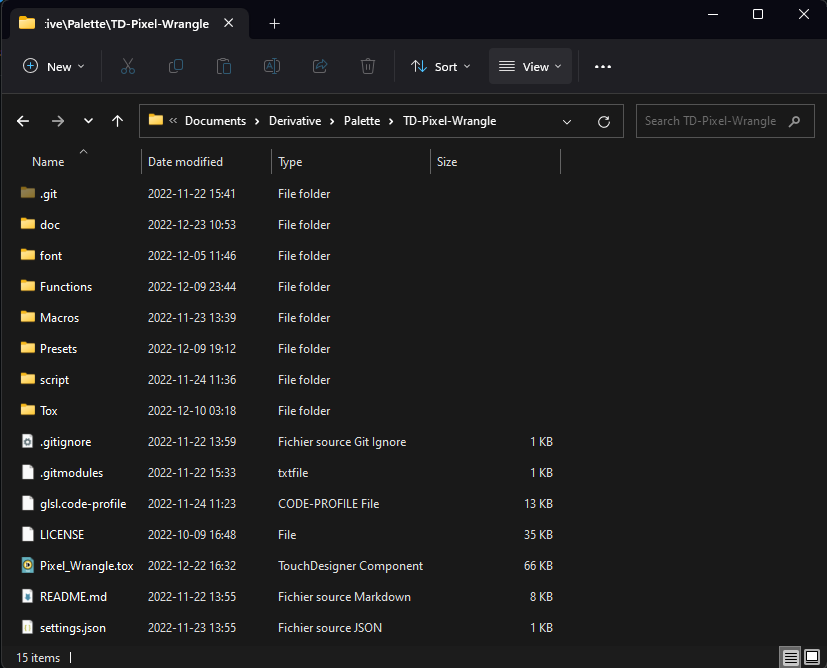 tive\Palette\TD-Pixel-Wrangle
New
Sort
View
« Documents > Derivative > Palette > TD-Pixel-Wrangle
Search TD-Pixel-Wrangle
Name Date modified Type Size
.git 2022-11-22 15:41 File folder
doc 2022-12-23 10:53 File folder
font 2022-12-05 11:46 File folder
Functions 2022-12-09 23:44 File folder
Macros 2022-11-23 13:39 File folder
Presets 2022-12-09 19:12 File folder
script 2022-11-24 11:36 File folder
Tox 2022-12-10 03:18 File folder
.gitignore 2022-11-22 13:59 Fichier source Git Ignore 1 KB
.gitmodules 2022-11-22 15:33 txtfile 1 KB
glsl.code-profile 2022-11-24 11:23 CODE-PROFILE File 13 KB
LICENSE 2022-10-09 16:48 File 35 KB
Pixel_Wrangle.tox 2022-12-22 16:32 TouchDesigner Component 66 KB
README.md 2022-11-22 13:55 Fichier source Markdown 8 KB
settings.json 2022-11-23 13:55 Fichier source JSON 1 KB
15 items